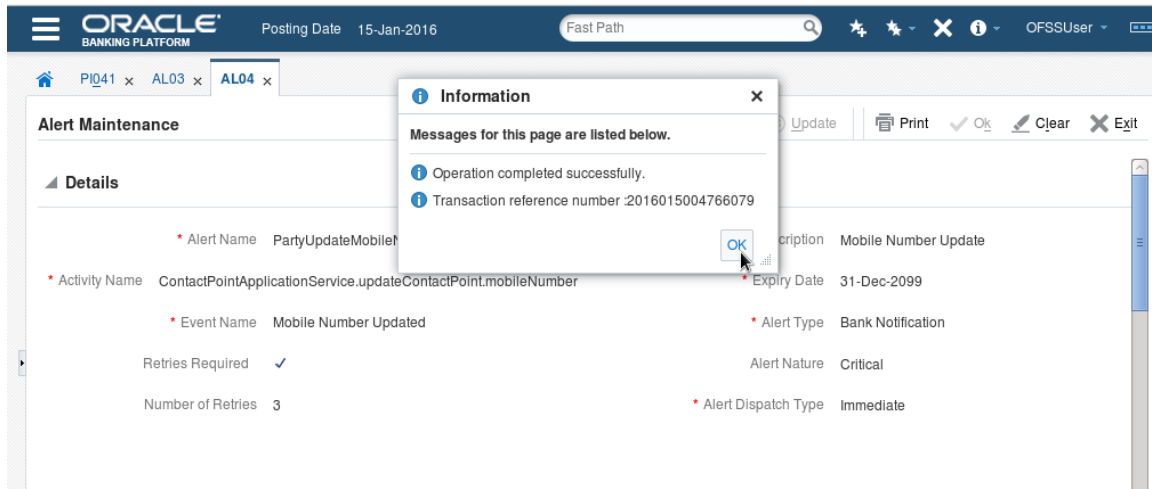 ORACLE
BANKING PLATFORM
Posting Date 15-Jan-2016
Fast Path
OFSSUser
PI041 AL03 AL04
Alert Maintenance
Update Print Ok Clear Exit
Information
Messages for this page are listed below.
Operation completed successfully.
Transaction reference number :2016015004766079
OK
Details
* Alert Name
* Activity Name ContactPointApplicationService.updateContactPoint.mobileNumber
* Event Name Mobile Number Updated
Retries Required
Number of Retries 3
Mobile Number Update
* Expiry Date 31-Dec-2099
* Alert Type Bank Notification
Alert Nature Critical
* Alert Dispatch Type Immediate